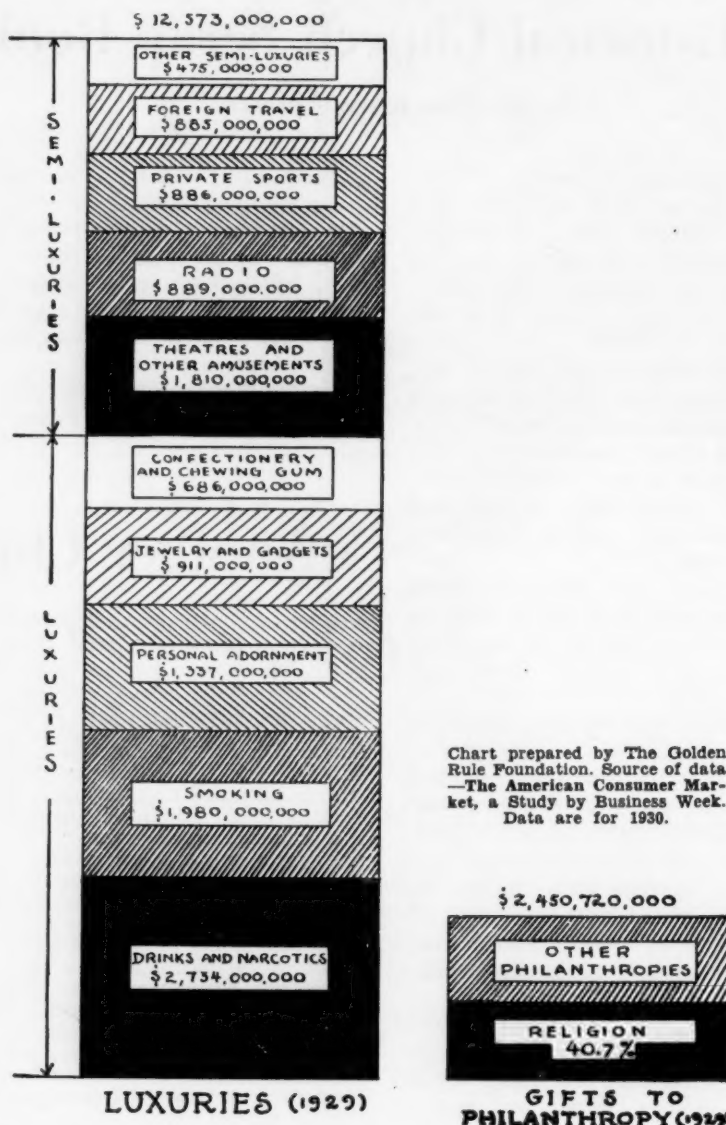 $ 12,573,000,000
SEMI-LUXURIES
OTHER SEMI-LUXURIES
$475,000,000
FOREIGN TRAVEL
$885,000,000
PRIVATE SPORTS
$886,000,000
RADIO
$889,000.000
THEATRES AND
OTHER AMUSEMENTS
$1,810,000,000
LUXURIES
CONFECTIONERY
AND CHEWING GUM
$686,000,000
JEWELRY AND GADGETS
$911,000,000
PERSONAL ADORNMENT
$1,337,000,000
SMOKING
$1,980,000,000
DRINKS AND NARCOTICS
$2,734,000,000
LUXURIES (1929)
Chart prepared by The Golden
Rule Foundation. Source of data
—The American Consumer Mar-
ket, a Study by Business Week.
Data are for 1930.
$2,450,720,000
OTHER
PHILANTHROPIES
RELIGION
40.7%
GIFTS TO
PHILANTHROPY (1929